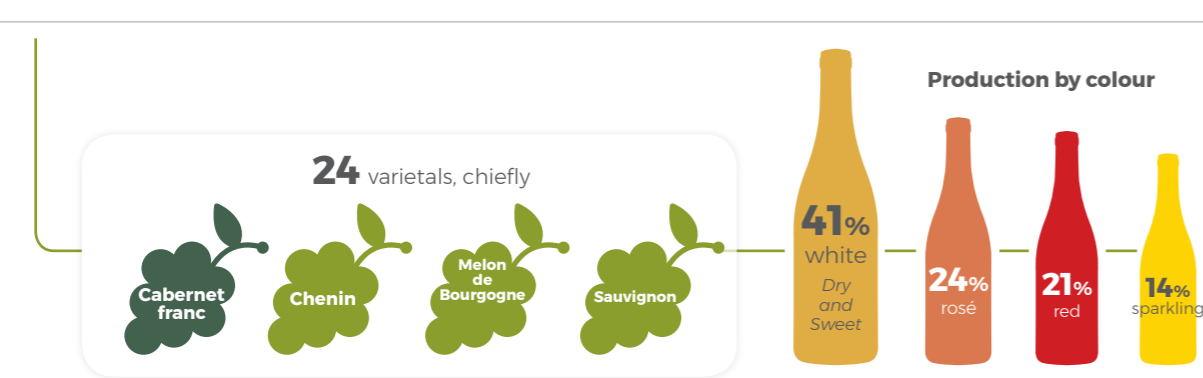 Production by colour
24 varietals, chiefly
Cabernet
franc
Chenin
Melon
de
Bourgogne
Sauvignon
41%
white
Dry
and
Sweet
24%
rosé
21%
red
14%
sparkling